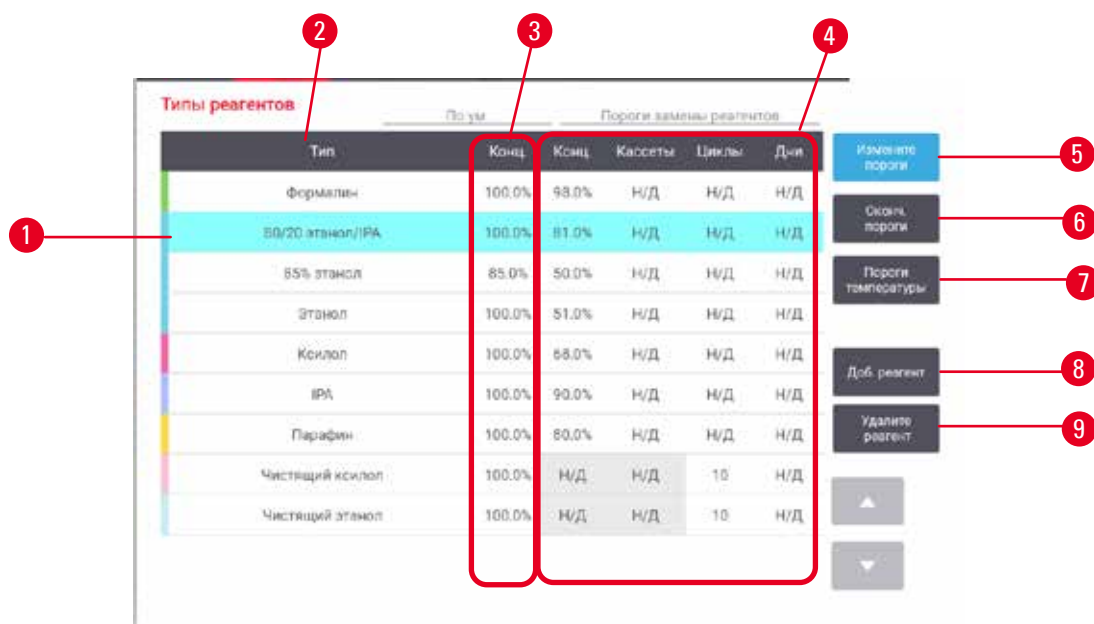 2 3 4
Типы реагентов
По ум. Пороги замены реагентов
Тип Конц. Конц. Кассеты Циклы Дни
Измените пороги 5
Формалин 100.0% 98.0% Н/Д Н/Д Н/Д
Оконч. пороги 6
1 80/20 этанол/IPA 100.0% 81.0% Н/Д Н/Д Н/Д
85% этанол 85.0% 50.0% Н/Д Н/Д Н/Д
Пороги температуры 7
Этанол 100.0% 51.0% Н/Д Н/Д Н/Д
Ксилол 100.0% 68.0% Н/Д Н/Д Н/Д
Доб. реагент 8
IPA 100.0% 90.0% Н/Д Н/Д Н/Д
Парафин 100.0% 80.0% Н/Д Н/Д Н/Д
Удалите реагент 9
Чистящий ксилол 100.0% Н/Д Н/Д 10 Н/Д
Чистящий этанол 100.0% Н/Д Н/Д 10 Н/Д